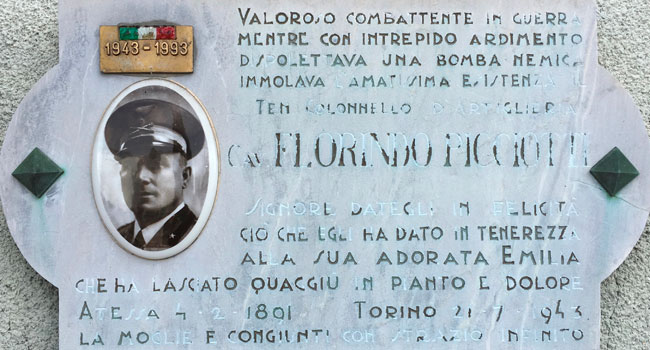 1943-1993
VALOROSO COMBATTENTE IN GUERRA
MENTRE CON INTREPIDO ARDIMENTO
DISPOLETTAVA UNA BOMBA NEMICA
IMMOLAVA L'AMATISIMA ESISTENZA IL
TEN COLONNELLO D'ARTIGLIERIA
CAV FLORINDO PICCIOTTI
SIGNORE DATEGLI IN FELICITÀ
CIÒ CHE EGLI HA DATO IN TENEREZZA
ALLA SUA ADORATA EMILIA
CHE HA LASCIATO QUAGGIÙ IN PIANTO E DOLORE
ATESSA 4-2-1891 TORINO 21-7-1943
LA MOGLIE E CONGIUNTI CON STRAZIO INFINITO